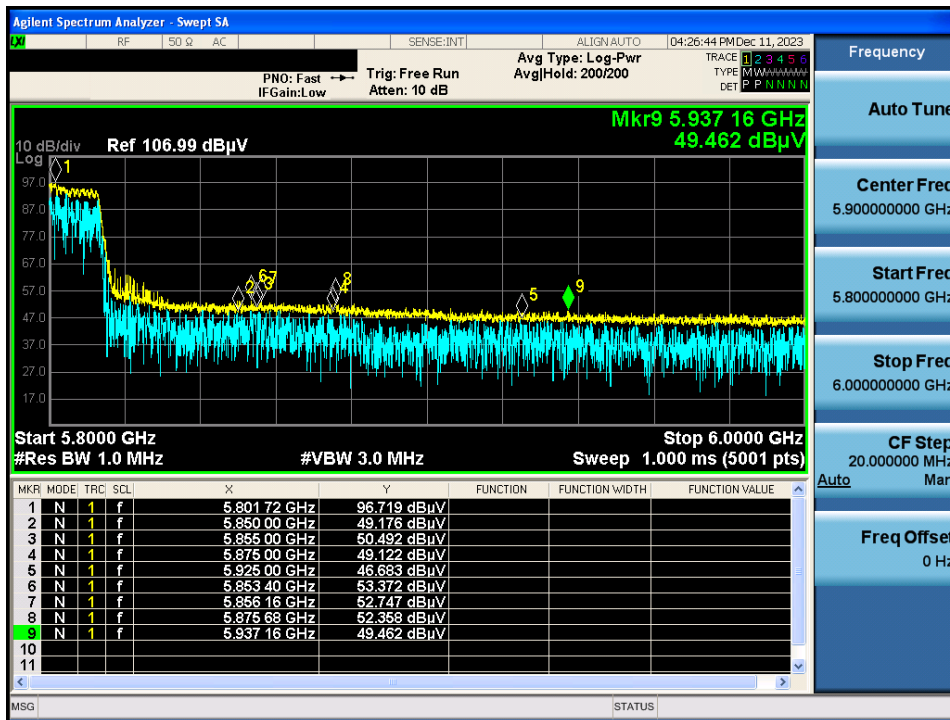 Agilent Spectrum Analyzer - Swept SA
LXI RF 50 Ω AC SENSE:INT ALIGN AUTO 04:26:44 PM Dec 11, 2023
PNO: Fast IFGain:Low
Trig: Free Run
Atten: 10 dB
Avg Type: Log-Pwr
Avg|Hold: 200/200
TRACE 1 2 3 4 5 6
TYPE M W
DET P P N N N N
Mkr9 5.937 16 GHz
49.462 dBµV
10 dB/div Ref 106.99 dBµV
Log
97.0
87.0
77.0
67.0
57.0
47.0
37.0
27.0
17.0
1
2
6
7
3
8
4
5
9
Start 5.8000 GHz Stop 6.0000 GHz
#Res BW 1.0 MHz #VBW 3.0 MHz Sweep 1.000 ms (5001 pts)
MKR MODE TRC SCL X Y FUNCTION FUNCTION WIDTH FUNCTION VALUE
1 N 1 f 5.801 72 GHz 96.719 dBµV
2 N 1 f 5.850 00 GHz 49.176 dBµV
3 N 1 f 5.855 00 GHz 50.492 dBµV
4 N 1 f 5.875 00 GHz 49.122 dBµV
5 N 1 f 5.925 00 GHz 46.683 dBµV
6 N 1 f 5.853 40 GHz 53.372 dBµV
7 N 1 f 5.856 16 GHz 52.747 dBµV
8 N 1 f 5.875 68 GHz 52.358 dBµV
9 N 1 f 5.937 16 GHz 49.462 dBµV
10
11
MSG STATUS
Frequency
Auto Tune
Center Freq
5.900000000 GHz
Start Freq
5.800000000 GHz
Stop Freq
6.000000000 GHz
CF Step
20.000000 MHz
Auto Man
Freq Offset
0 Hz